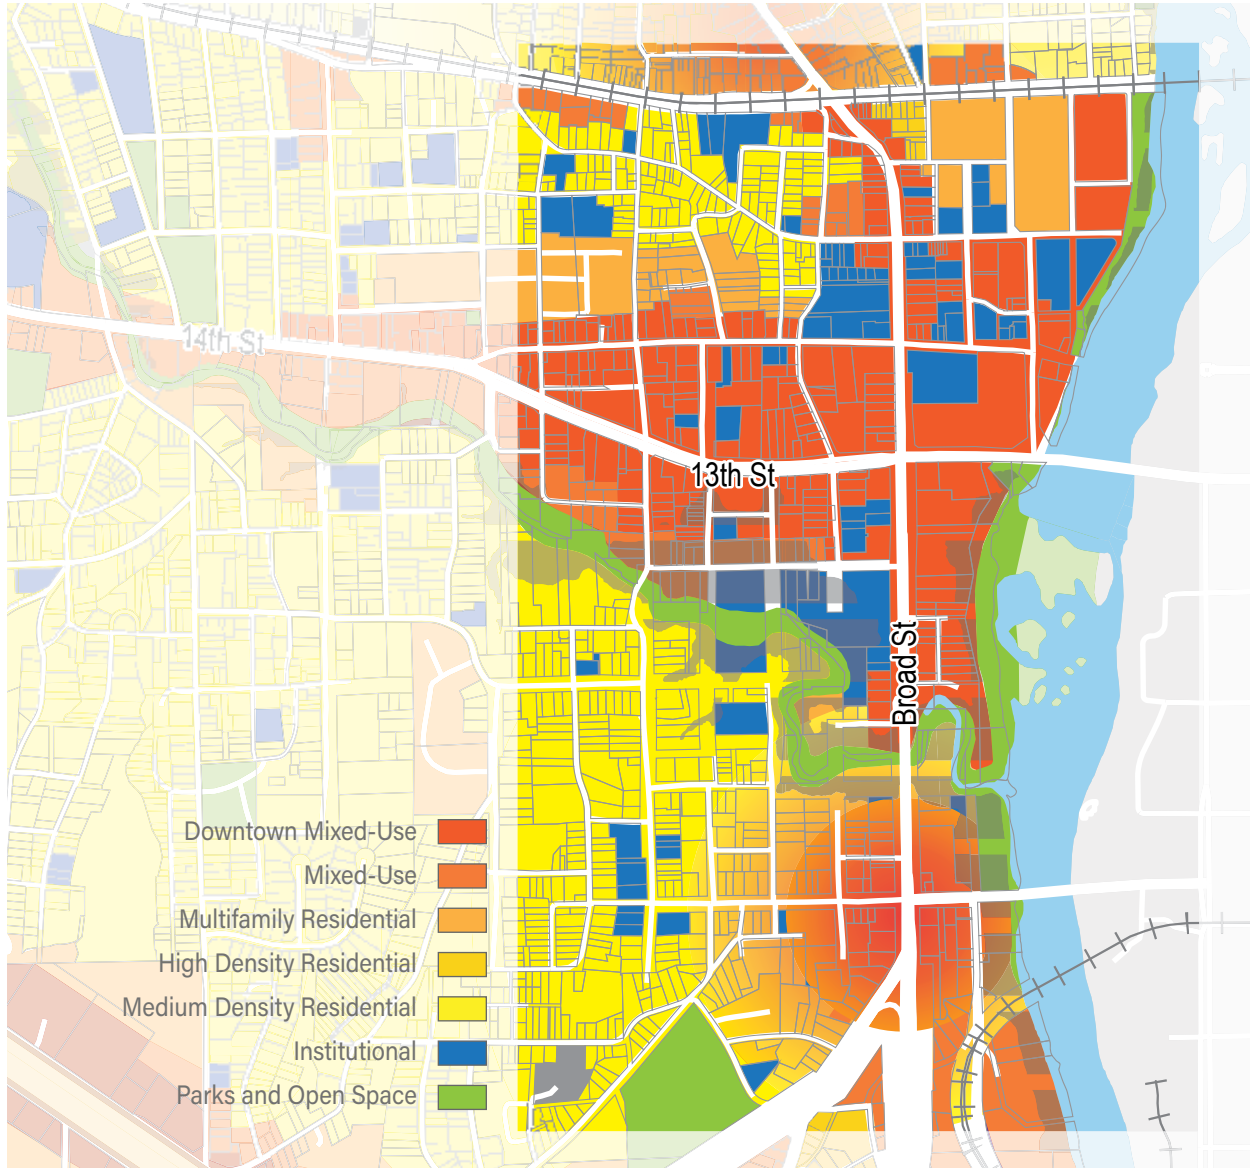 14th St
13th St
Broad St
Downtown Mixed-Use
Mixed-Use
Multifamily Residential
High Density Residential
Medium Density Residential
Institutional
Parks and Open Space